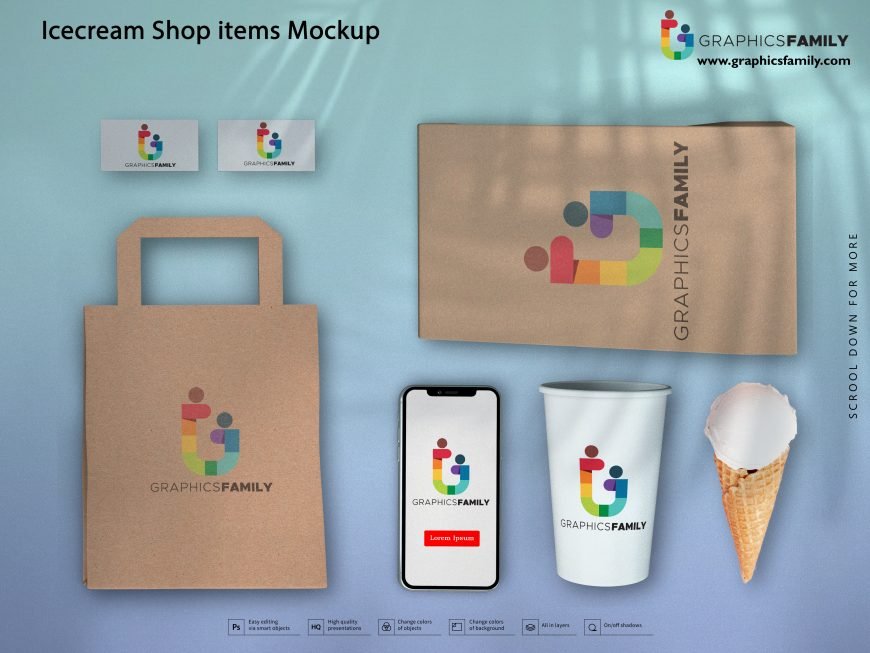 Icecream Shop items Mockup
GRAPHICSFAMILY
www.graphicsfamily.com
GRAPHICSFAMILY
GRAPHICSFAMILY
GRAPHICSFAMILY
SCROOL DOWN FOR MORE
GRAPHICSFAMILY
GRAPHICSFAMILY
Lorem Ipsum
GRAPHICSFAMILY
Ps
Easy editing
via smart objects
HQ
High quality
presentations
Change colors
of objects
Change colors
of background
All in layers
On/off shadows